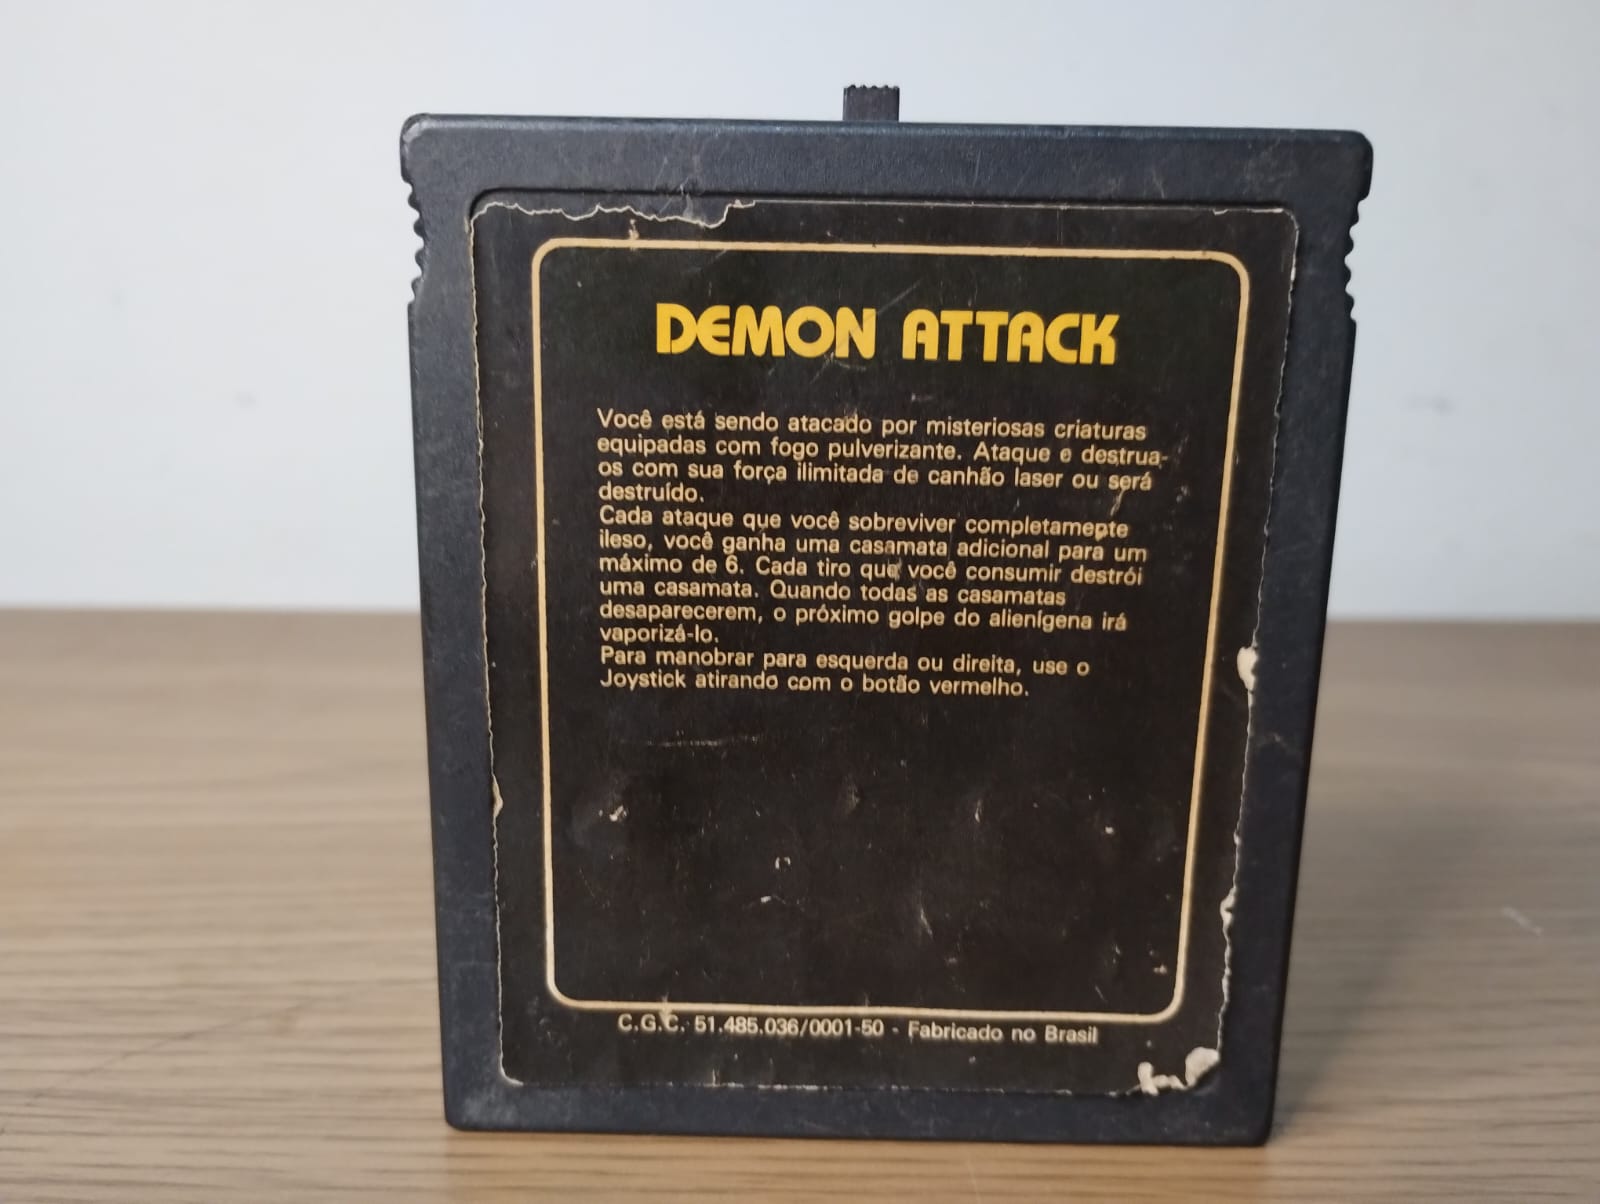 DEMON ATTACK
Você está sendo atacado por misteriosas criaturas
equipadas com fogo pulverizante. Ataque e destrua-
os com sua força ilimitada de canhão laser ou será
destruído.
Cada ataque que você sobreviver completamente
ileso, você ganha uma casamata adicional para um
máximo de 6. Cada tiro que você consumir destrói
uma casamata. Quando todas as casamatas
desaparecerem, o próximo golpe do alienígena irá
vaporizá-lo.
Para manobrar para esquerda ou direita, use o
Joystick atirando com o botão vermelho.
C.G.C. 51.485.036/0001-50 - Fabricado no Brasil